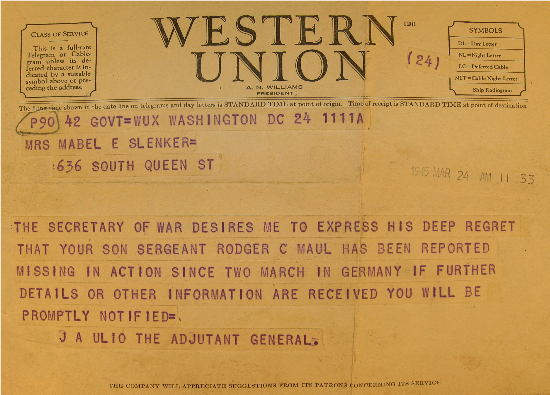 CLASS OF SERVICE
This is a full-rate
Telegram or Cable-
gram unless its de-
ferred character is in-
dicated by a suitable
symbol above or pre-
ceding the address.
WESTERN
UNION
1201
(24)
A. N. WILLIAMS
PRESIDENT
SYMBOLS
DL=Day Letter
NL=Night Letter
LC=Deferred Cable
NLT=Cable Night Letter
Ship Radiogram
The time shown in the date line on telegrams and day letters is STANDARD TIME at point of origin. Time of receipt is STANDARD TIME at point of destination
P90 42 GOVT=WUX WASHINGTON DC 24 1111A
MRS MABEL E SLENKER=
:636 SOUTH QUEEN ST
1945 MAR 24 AM 11 33
THE SECRETARY OF WAR DESIRES ME TO EXPRESS HIS DEEP REGRET
THAT YOUR SON SERGEANT RODGER C MAUL HAS BEEN REPORTED
MISSING IN ACTION SINCE TWO MARCH IN GERMANY IF FURTHER
DETAILS OR OTHER INFORMATION ARE RECEIVED YOU WILL BE
PROMPTLY NOTIFIED=.
J A ULIO THE ADJUTANT GENERAL.
THE COMPANY WILL APPRECIATE SUGGESTIONS FROM ITS PATRONS CONCERNING ITS SERVICE